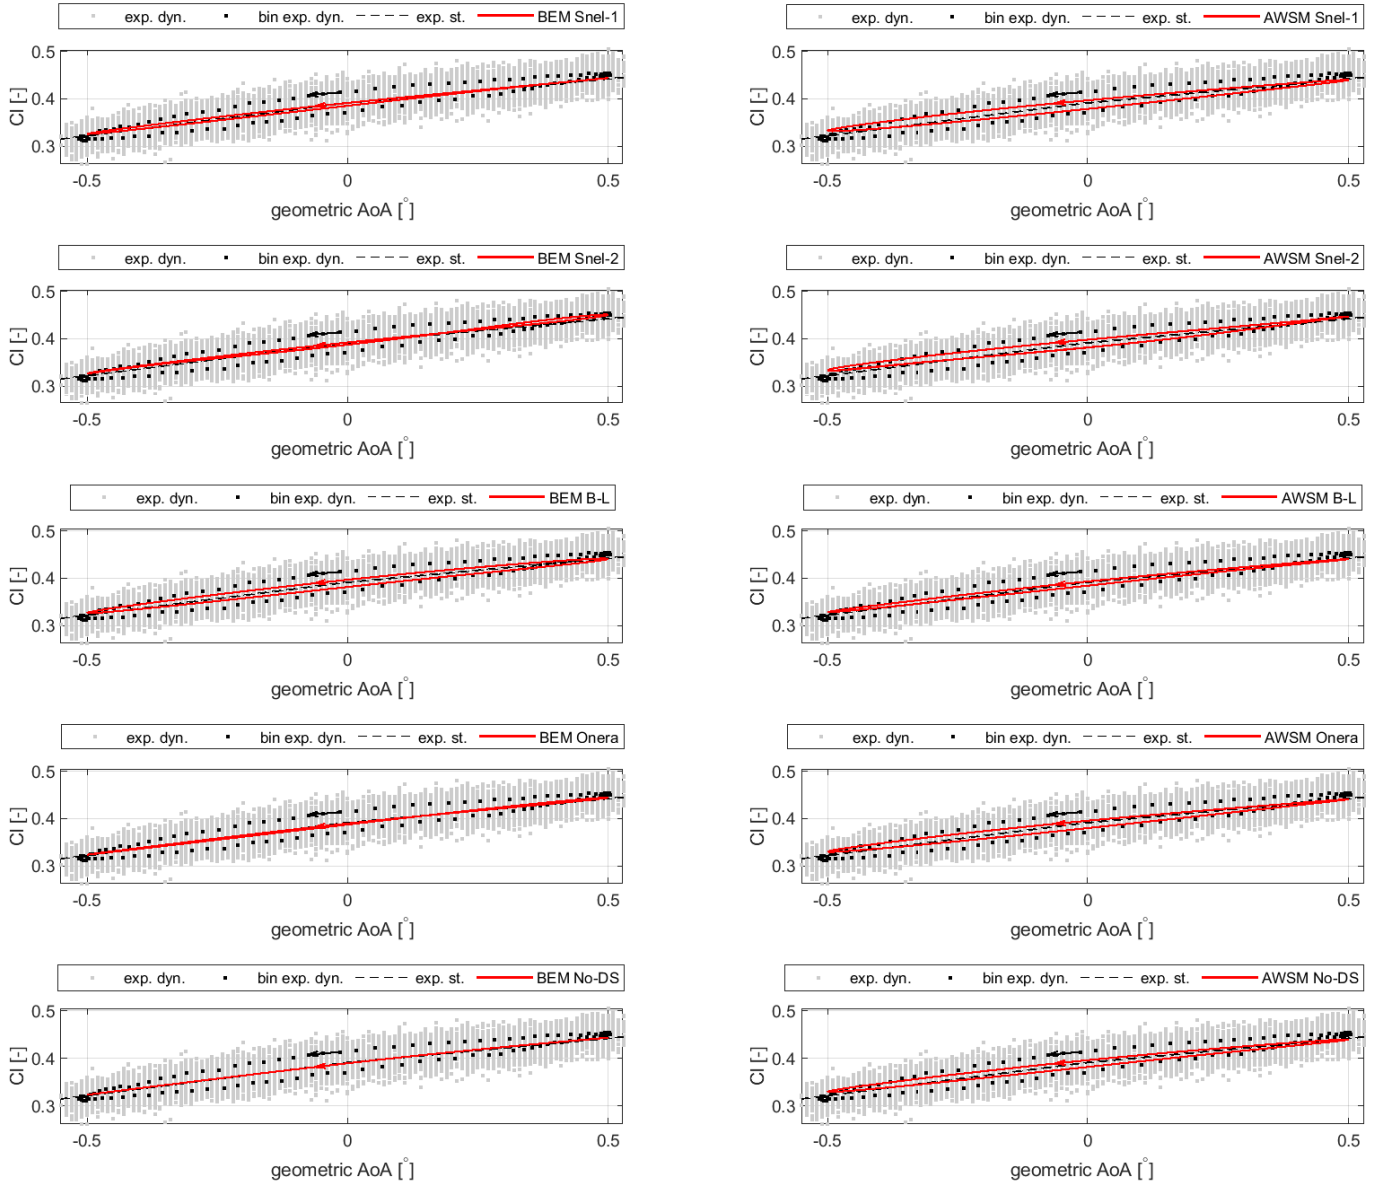 exp. dyn. bin exp. dyn. exp. st. BEM Snel-1
0.5
0.4
0.3
Cl [-]
-0.5 0 0.5
geometric AoA [°]
exp. dyn. bin exp. dyn. exp. st. AWSM Snel-1
0.5
0.4
0.3
Cl [-]
-0.5 0 0.5
geometric AoA [°]
exp. dyn. bin exp. dyn. exp. st. BEM Snel-2
0.5
0.4
0.3
Cl [-]
-0.5 0 0.5
geometric AoA [°]
exp. dyn. bin exp. dyn. exp. st. AWSM Snel-2
0.5
0.4
0.3
Cl [-]
-0.5 0 0.5
geometric AoA [°]
exp. dyn. bin exp. dyn. exp. st. BEM B-L
0.5
0.4
0.3
Cl [-]
-0.5 0 0.5
geometric AoA [°]
exp. dyn. bin exp. dyn. exp. st. AWSM B-L
0.5
0.4
0.3
Cl [-]
-0.5 0 0.5
geometric AoA [°]
exp. dyn. bin exp. dyn. exp. st. BEM Onera
0.5
0.4
0.3
Cl [-]
-0.5 0 0.5
geometric AoA [°]
exp. dyn. bin exp. dyn. exp. st. AWSM Onera
0.5
0.4
0.3
Cl [-]
-0.5 0 0.5
geometric AoA [°]
exp. dyn. bin exp. dyn. exp. st. BEM No-DS
0.5
0.4
0.3
Cl [-]
-0.5 0 0.5
geometric AoA [°]
exp. dyn. bin exp. dyn. exp. st. AWSM No-DS
0.5
0.4
0.3
Cl [-]
-0.5 0 0.5
geometric AoA [°]